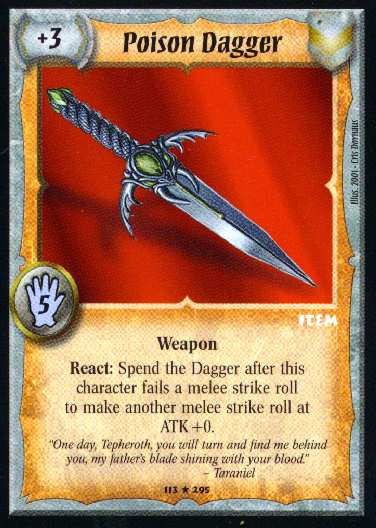 +3
Poison Dagger
Illus. 2001 - Cris Dornaus
5
ITEM
Weapon
React: Spend the Dagger after this
character fails a melee strike roll
to make another melee strike roll at
ATK +0.
"One day, Tepheroth, you will turn and find me behind
you, my father's blade shining with your blood."
– Taraniel
113 ★ 295